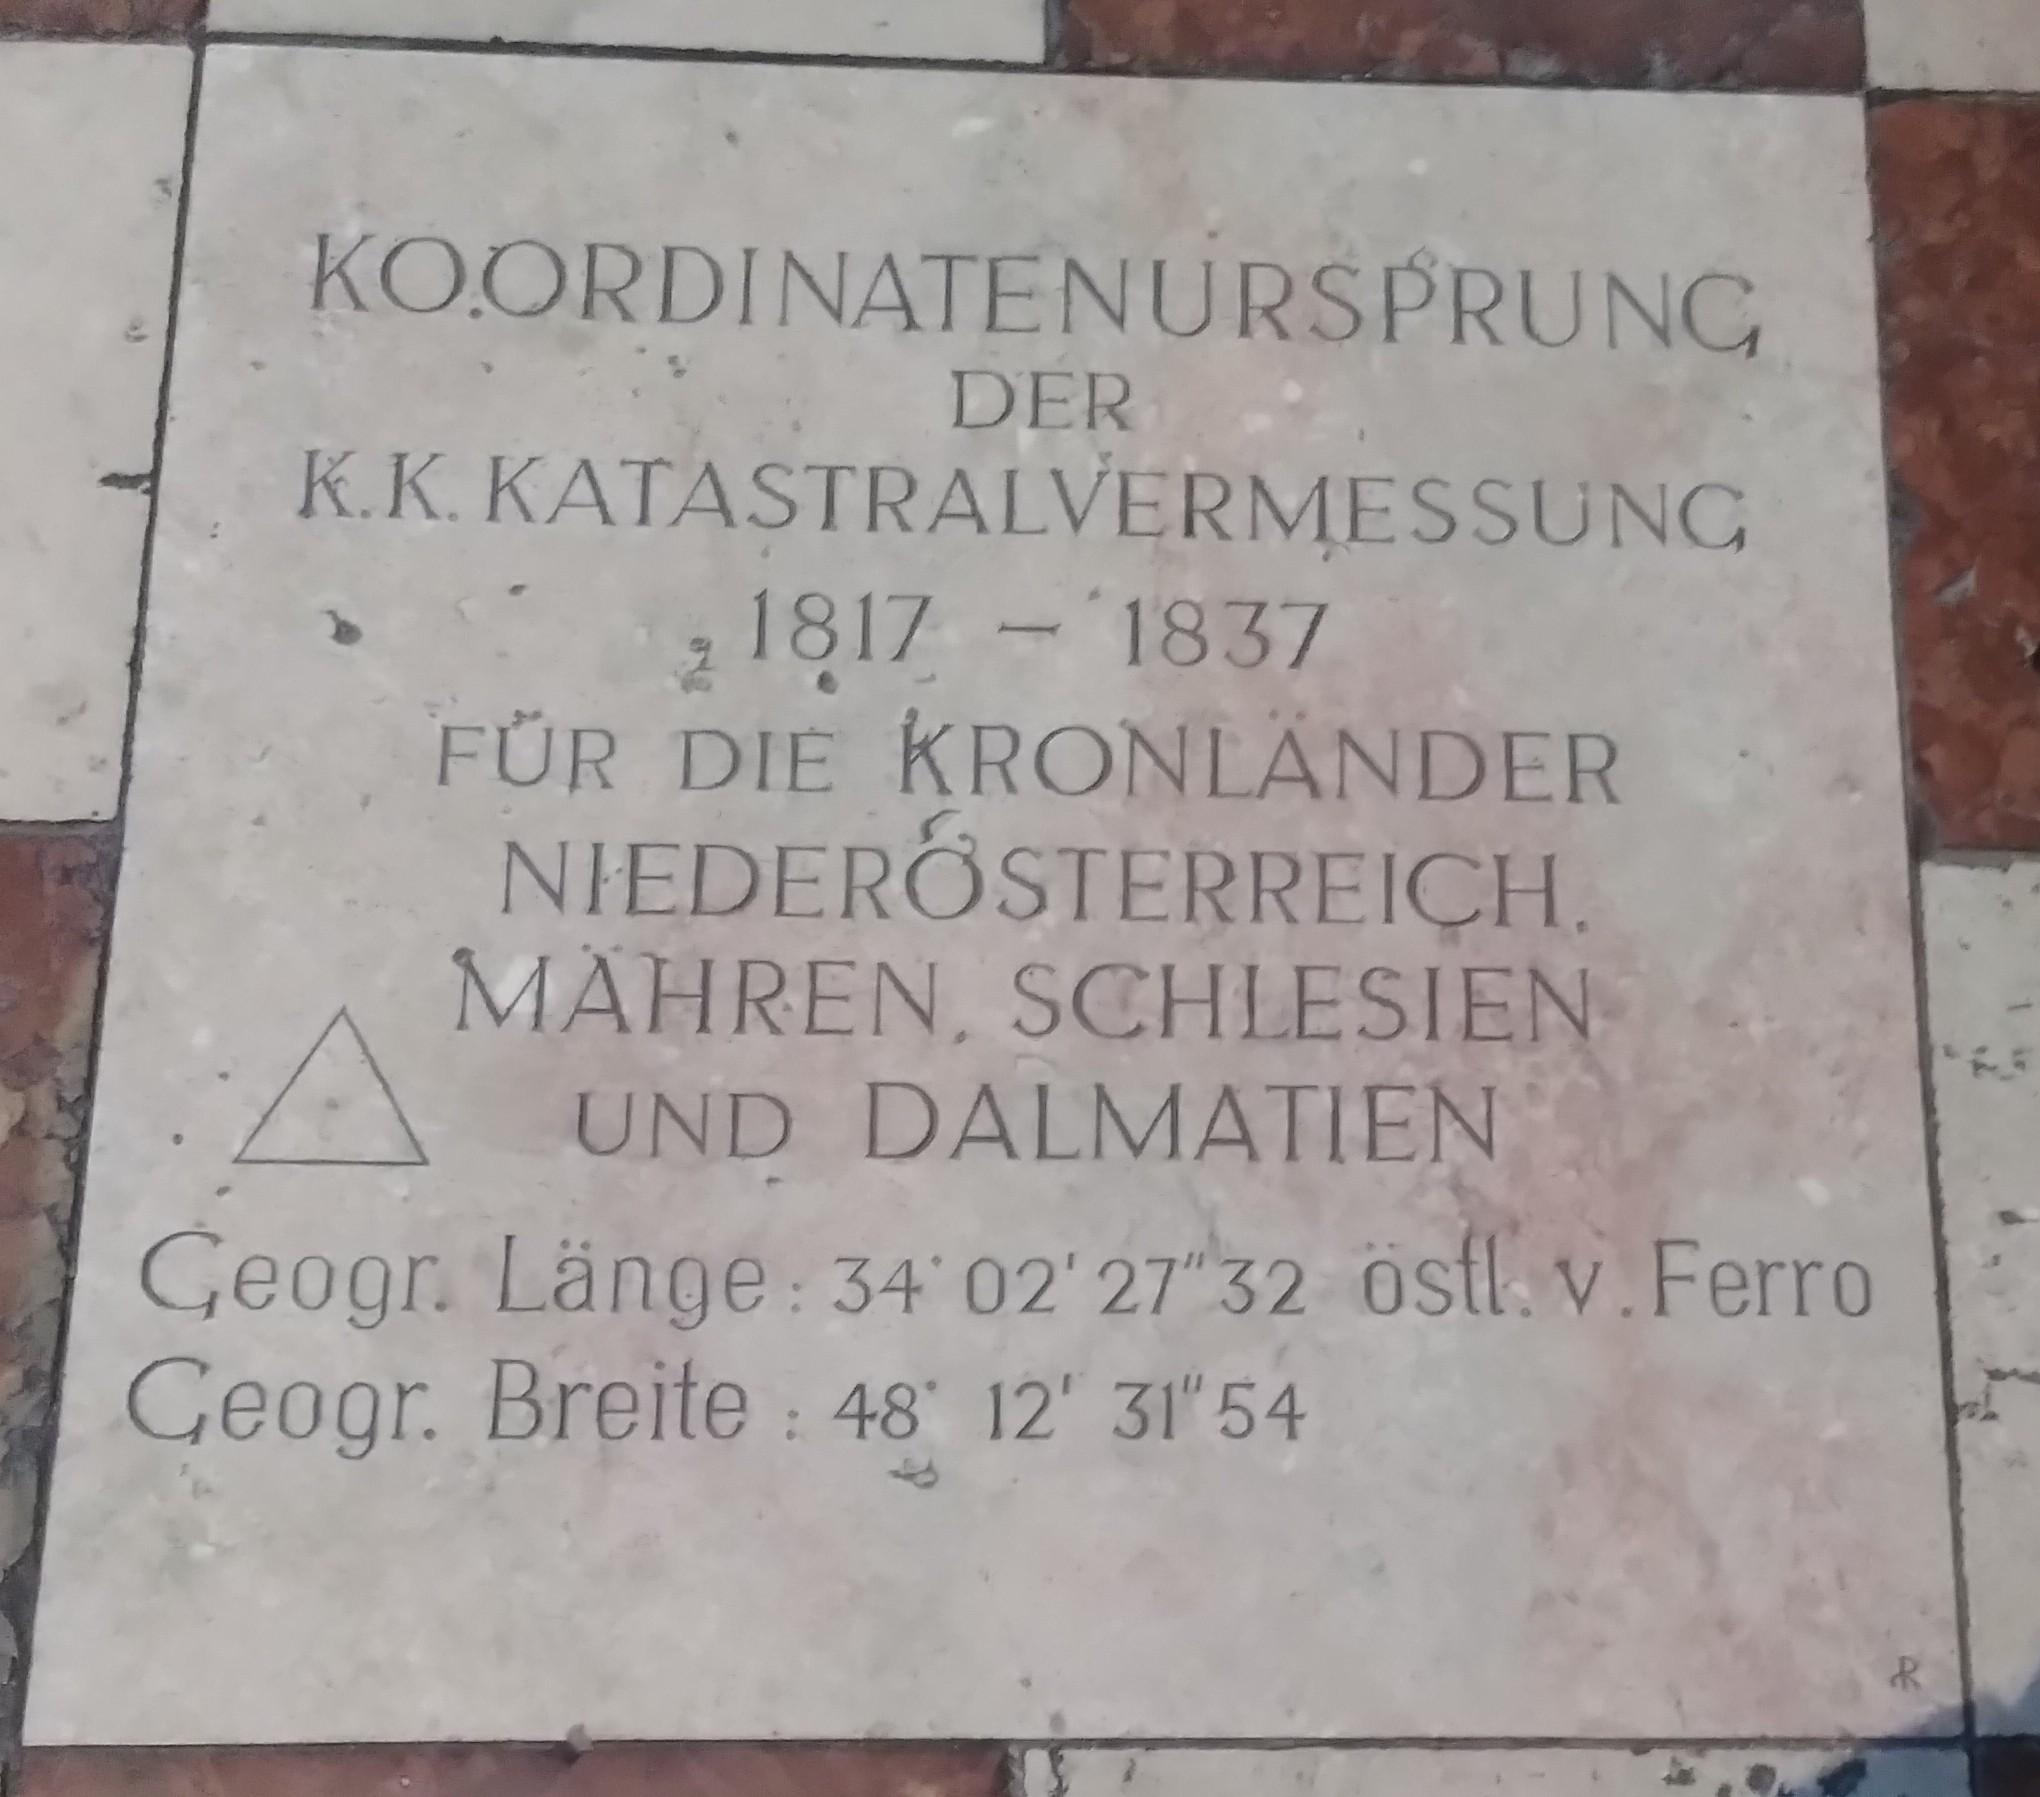 KOORDINATENURSPRUNG
DER
K.K. KATASTRALVERMESSUNG
1817 – 1837
FÜR DIE KRONLÄNDER
NIEDERÖSTERREICH,
MÄHREN, SCHLESIEN
UND DALMATIEN
Geogr. Länge: 34° 02' 27"32 östl. v. Ferro
Geogr. Breite: 48° 12' 31"54